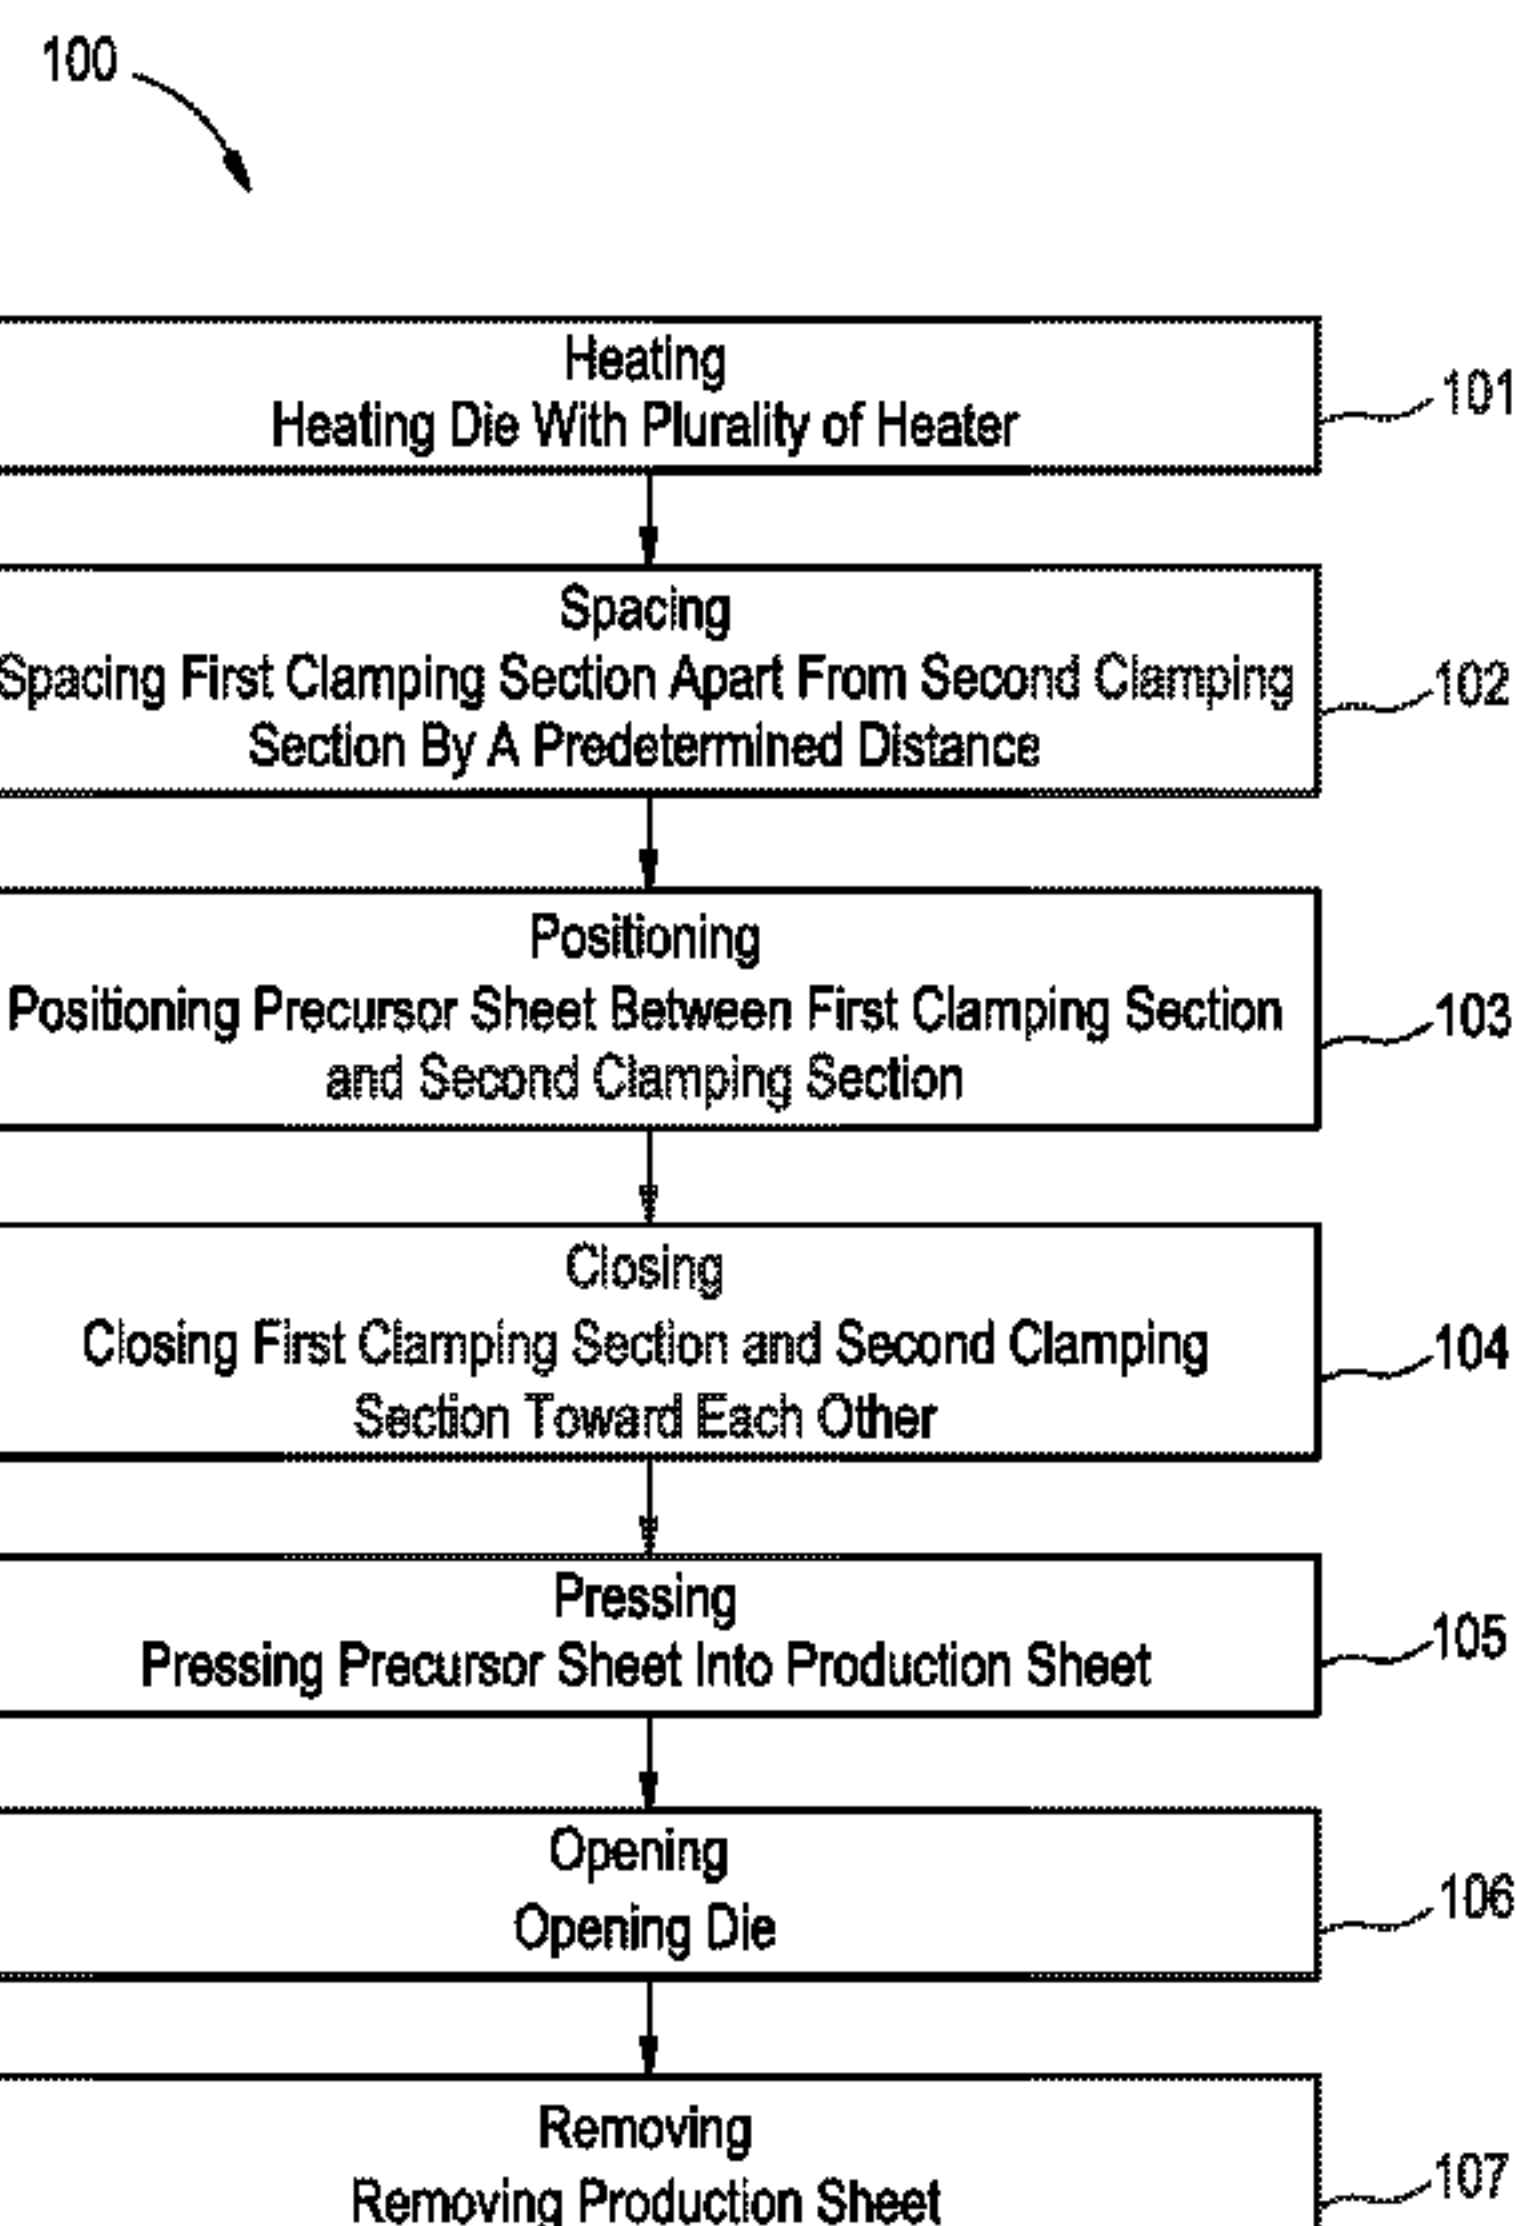 100
Heating
Heating Die With Plurality of Heater
101
Spacing
Spacing First Clamping Section Apart From Second Clamping
Section By A Predetermined Distance
102
Positioning
Positioning Precursor Sheet Between First Clamping Section
and Second Clamping Section
103
Closing
Closing First Clamping Section and Second Clamping
Section Toward Each Other
104
Pressing
Pressing Precursor Sheet Into Production Sheet
105
Opening
Opening Die
106
Removing
Removing Production Sheet
107